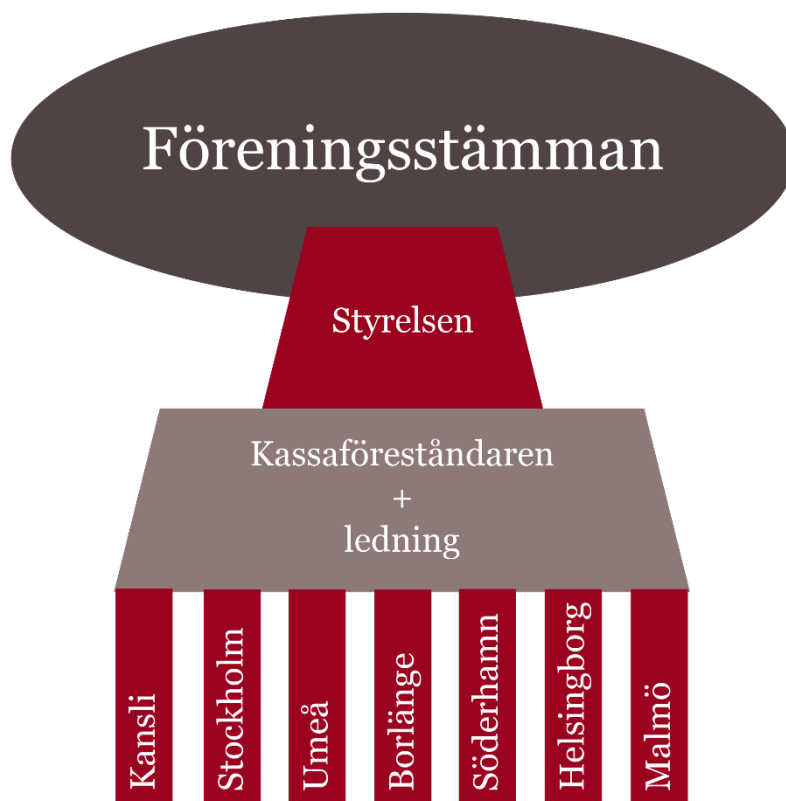 Föreningsstämman
Styrelsen
Kassaföreståndaren
+
ledning
Kansli
Stockholm
Umeå
Borlänge
Söderhamn
Helsingborg
Malmö